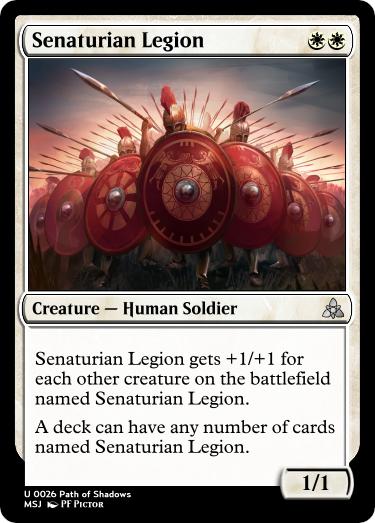 Senaturian Legion
Creature — Human Soldier
Senaturian Legion gets +1/+1 for
each other creature on the battlefield
named Senaturian Legion.
A deck can have any number of cards
named Senaturian Legion.
1/1
U 0026 Path of Shadows
MSJ PF Pictor